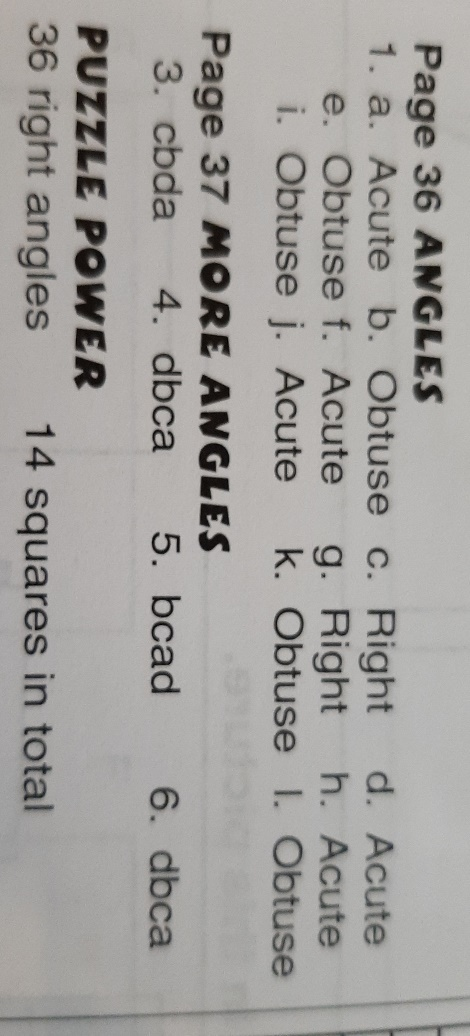 Page 36 ANGLES
1. a. Acute b. Obtuse c. Right d. Acute
e. Obtuse f. Acute g. Right h. Acute
i. Obtuse j. Acute k. Obtuse l. Obtuse
Page 37 MORE ANGLES
3. cbda 4. dbca 5. bcad 6. dbca
PUZZLE POWER
36 right angles 14 squares in total